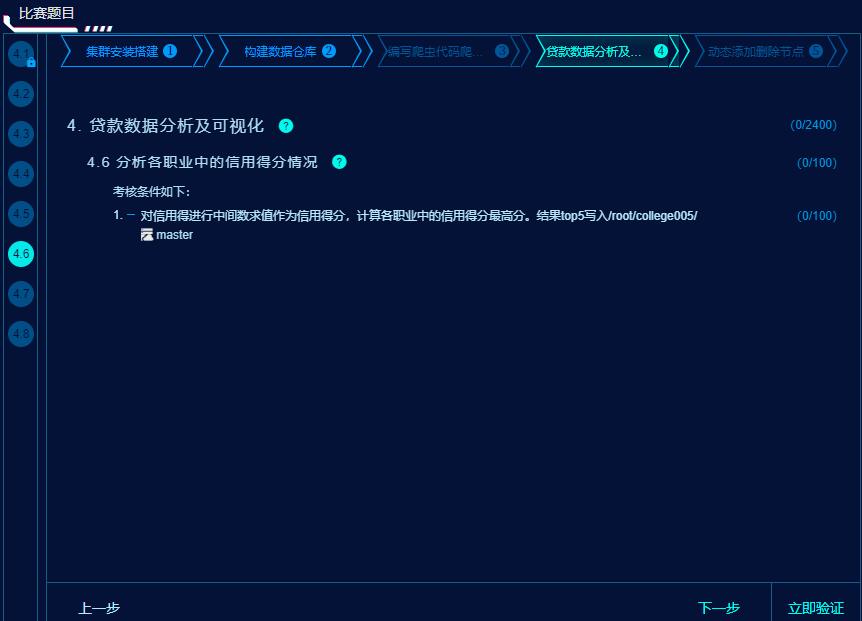 比赛题目
4.1
集群安装搭建 1
构建数据仓库 2
编写爬虫代码爬... 3
贷款数据分析及... 4
动态添加删除节点 5
4.2
4.3
4.4
4.5
4.6
4.7
4.8
4. 贷款数据分析及可视化 ?
(0/2400)
4.6 分析各职业中的信用得分情况 ?
(0/100)
考核条件如下：
1. 一 对信用得进行中间数求值作为信用得分，计算各职业中的信用得分最高分。结果top5写入/root/college005/
(0/100)
master
上一步
下一步
立即验证